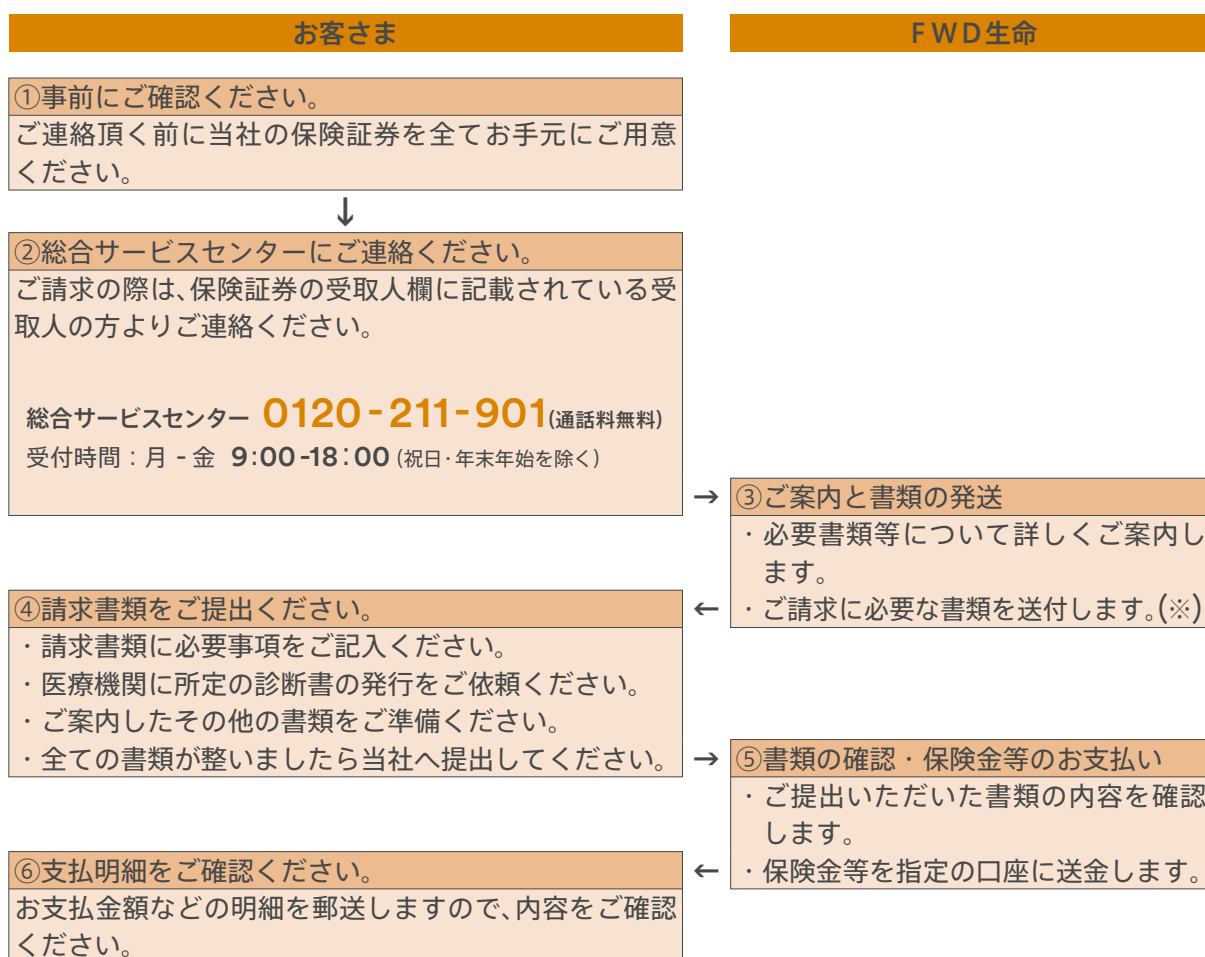 お客さま
FWD生命
①事前にご確認ください。
ご連絡頂く前に当社の保険証券を全てお手元にご用意
ください。
↓
②総合サービスセンターにご連絡ください。
ご請求の際は、保険証券の受取人欄に記載されている受
取人の方よりご連絡ください。
総合サービスセンター 0120-211-901(通話料無料)
受付時間：月-金 9:00-18:00(祝日・年末年始を除く)
→
③ご案内と書類の発送
・必要書類等について詳しくご案内し
ます。
・ご請求に必要な書類を送付します。(※)
←
④請求書類をご提出ください。
・請求書類に必要事項をご記入ください。
・医療機関に所定の診断書の発行をご依頼ください。
・ご案内したその他の書類をご準備ください。
・全ての書類が整いましたら当社へ提出してください。
→
⑤書類の確認・保険金等のお支払い
・ご提出いただいた書類の内容を確認
します。
・保険金等を指定の口座に送金します。
←
⑥支払明細をご確認ください。
お支払金額などの明細を郵送しますので、内容をご確認
ください。